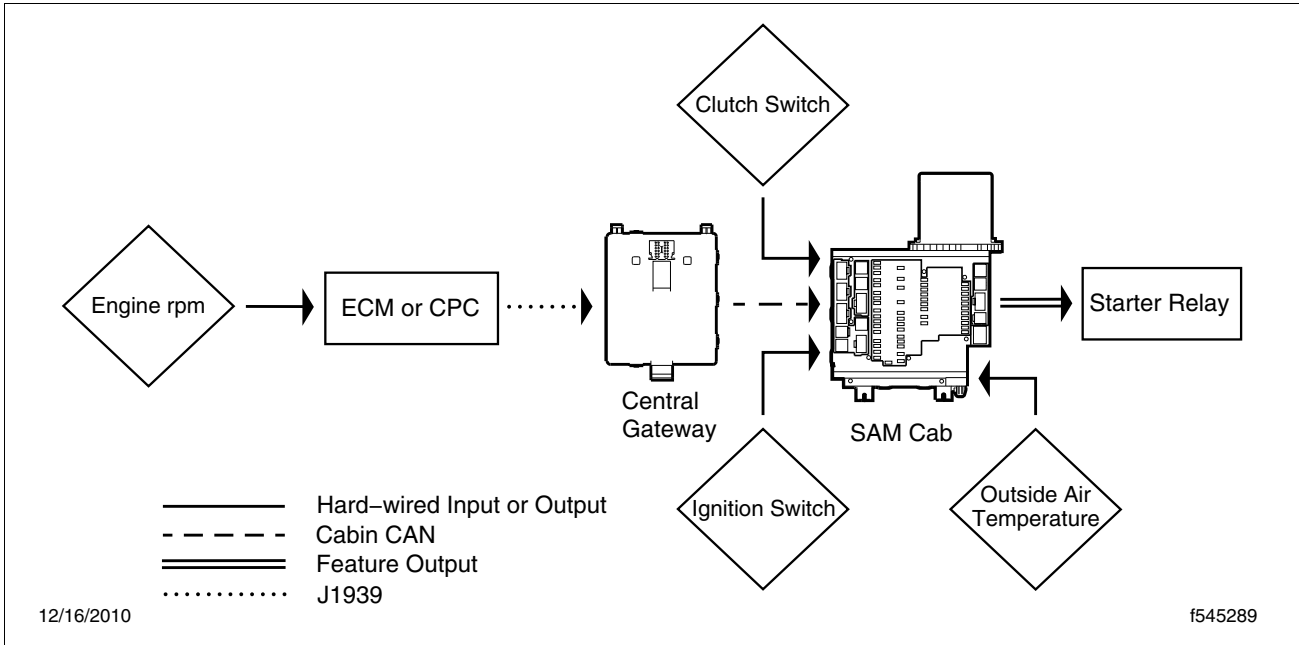 Clutch Switch
Engine rpm
ECM or CPC
Starter Relay
Central
Gateway
SAM Cab
Ignition Switch
Outside Air
Temperature
Hard−wired Input or Output
Cabin CAN
Feature Output
J1939
12/16/2010
f545289